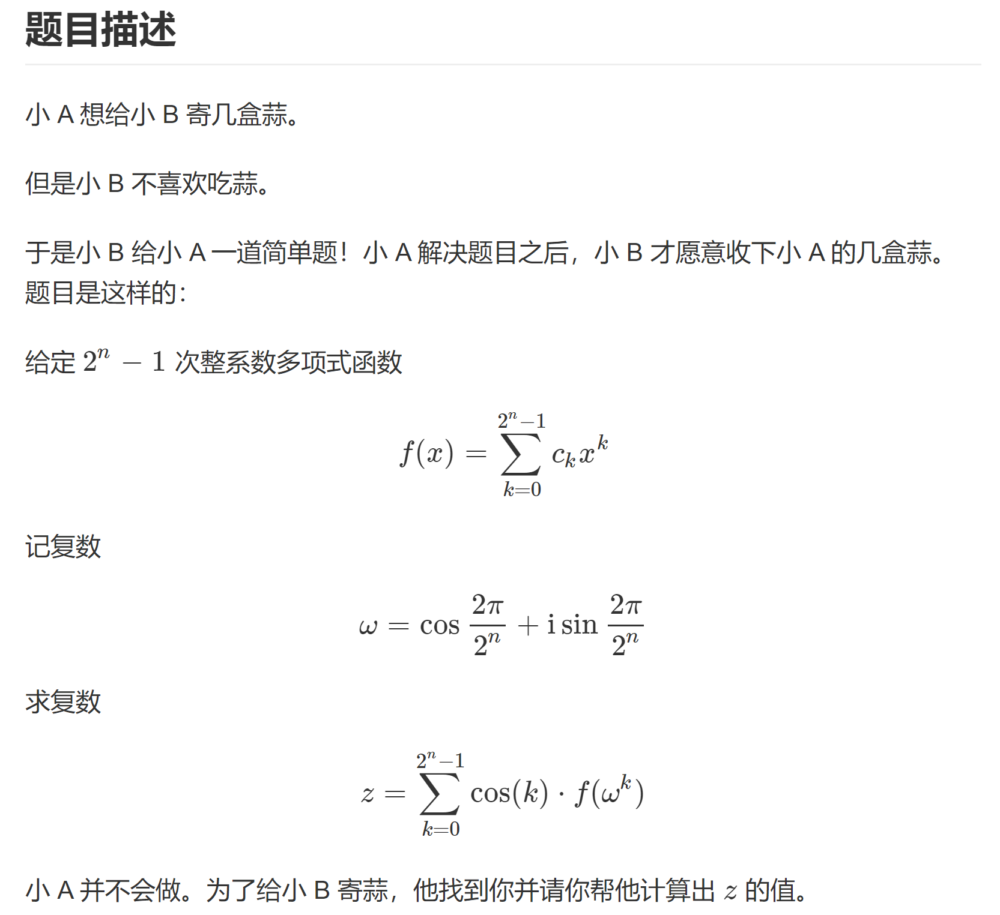 题目描述
小 A 想给小 B 寄几盒蒜。
但是小 B 不喜欢吃蒜。
于是小 B 给小 A 一道简单题！小 A 解决题目之后，小 B 才愿意收下小 A 的几盒蒜。
题目是这样的：
给定 $2^n - 1$ 次整系数多项式函数
$$f(x) = \sum_{k=0}^{2^n-1} c_k x^k$$
记复数
$$\omega = \cos \frac{2\pi}{2^n} + \mathrm{i} \sin \frac{2\pi}{2^n}$$
求复数
$$z = \sum_{k=0}^{2^n-1} \cos(k) \cdot f(\omega^k)$$
小 A 并不会做。为了给小 B 寄蒜，他找到你并请你帮他计算出 $z$ 的值。